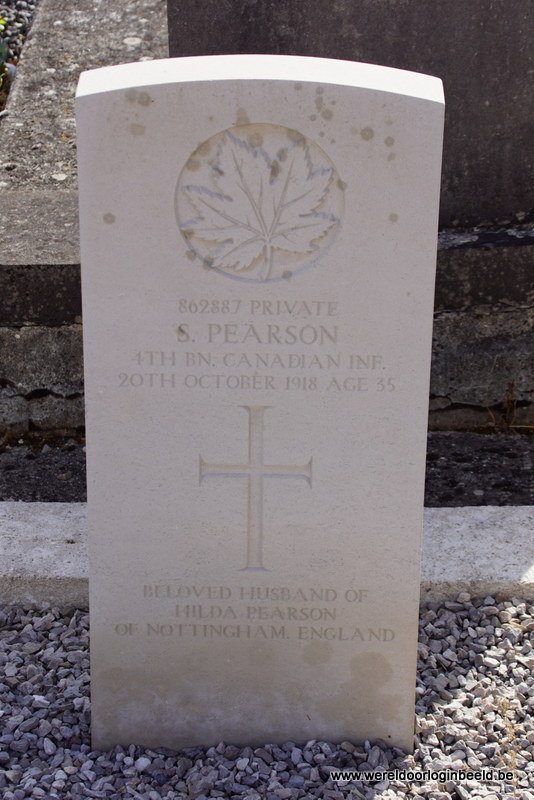 862887 PRIVATE
S. PEARSON
4TH BN. CANADIAN INF.
20TH OCTOBER 1918 AGE 35
BELOVED HUSBAND OF
HILDA PEARSON
OF NOTTINGHAM, ENGLAND
www.wereldoorloginbeeld.be